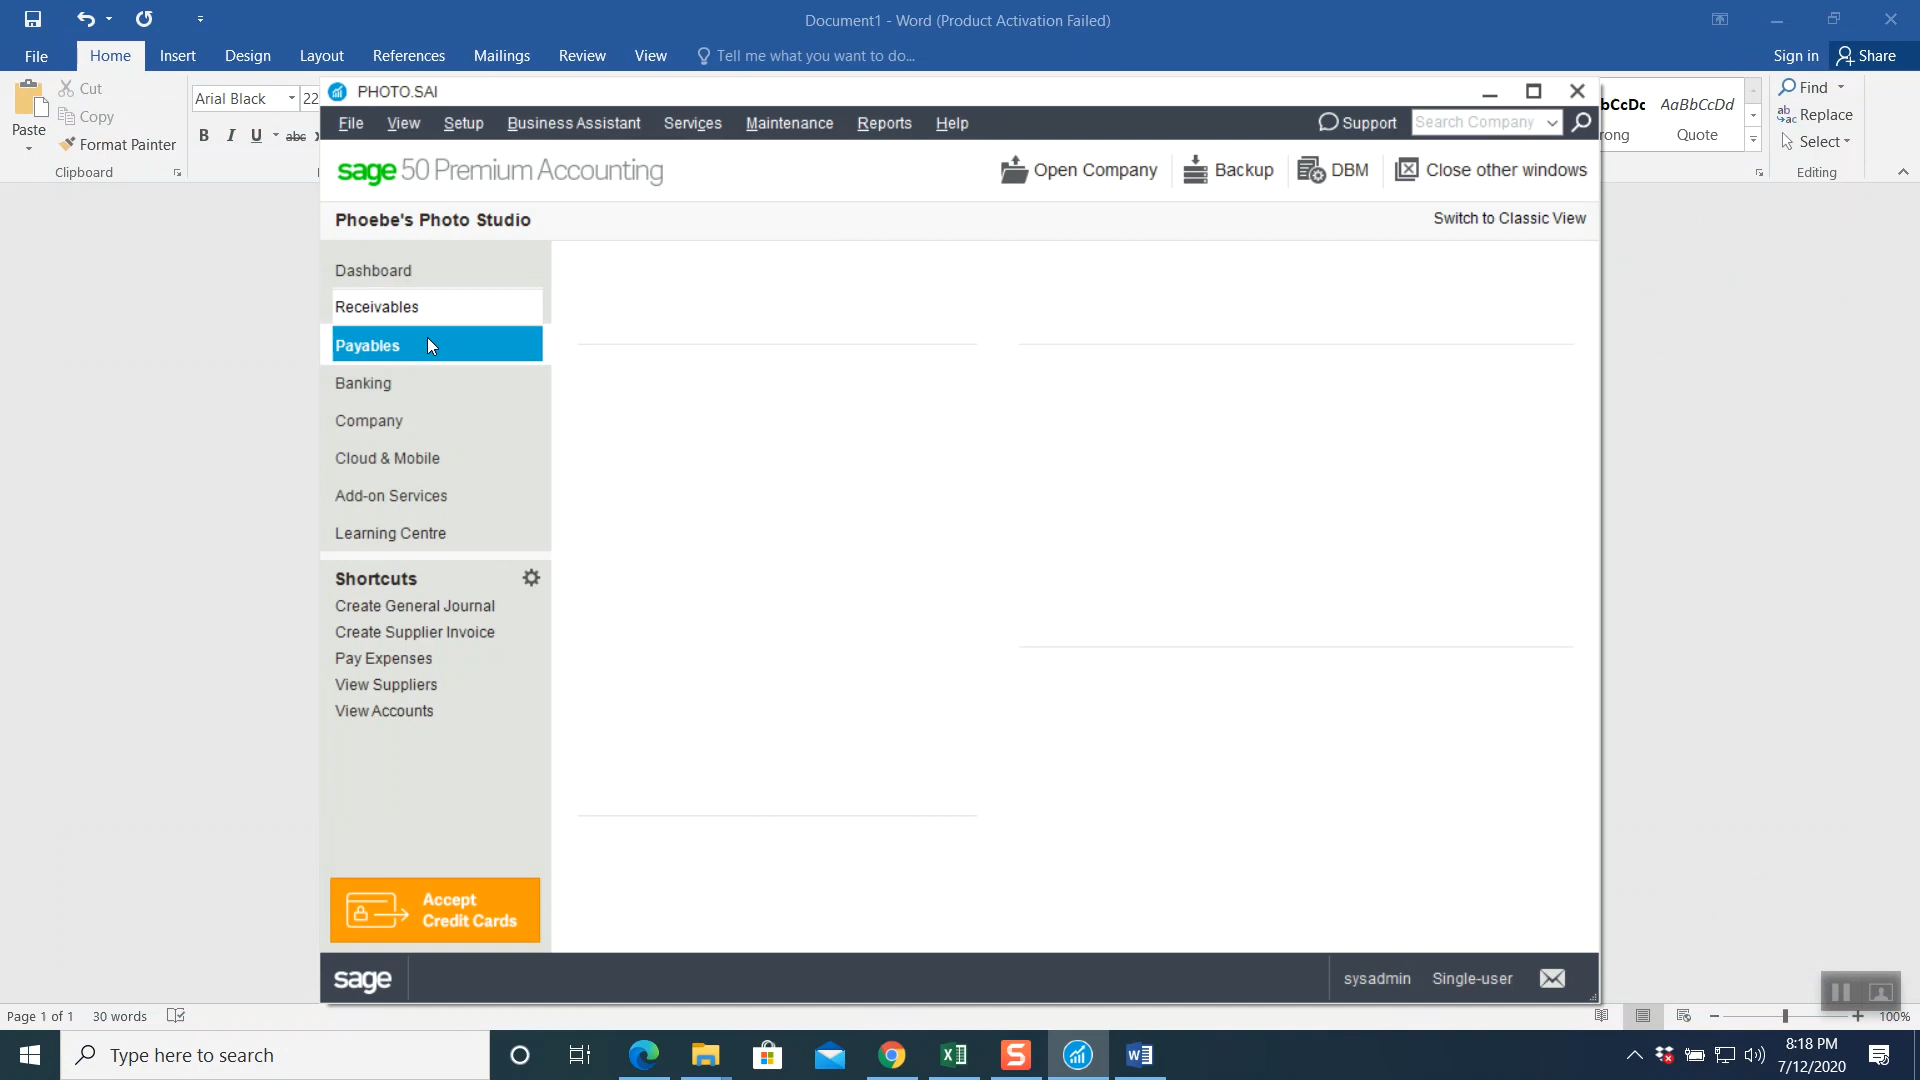 Document1 - Word (Product Activation Failed)
File Home Insert Design Layout References Mailings Review View Tell me what you want to do... Sign in Share
Cut
Copy
Format Painter
Paste
Clipboard
Arial Black 22
B I U abc
AaBbCcDd
Quote
Find
Replace
Select
Editing
PHOTO.SAI
File View Setup Business Assistant Services Maintenance Reports Help Support Search Company
sage 50 Premium Accounting Open Company Backup DBM Close other windows
Phoebe's Photo Studio Switch to Classic View
Dashboard
Receivables
Payables
Banking
Company
Cloud & Mobile
Add-on Services
Learning Centre
Shortcuts
Create General Journal
Create Supplier Invoice
Pay Expenses
View Suppliers
View Accounts
Accept
Credit Cards
sage sysadmin Single-user
Page 1 of 1 30 words 100%
Type here to search
8:18 PM
7/12/2020